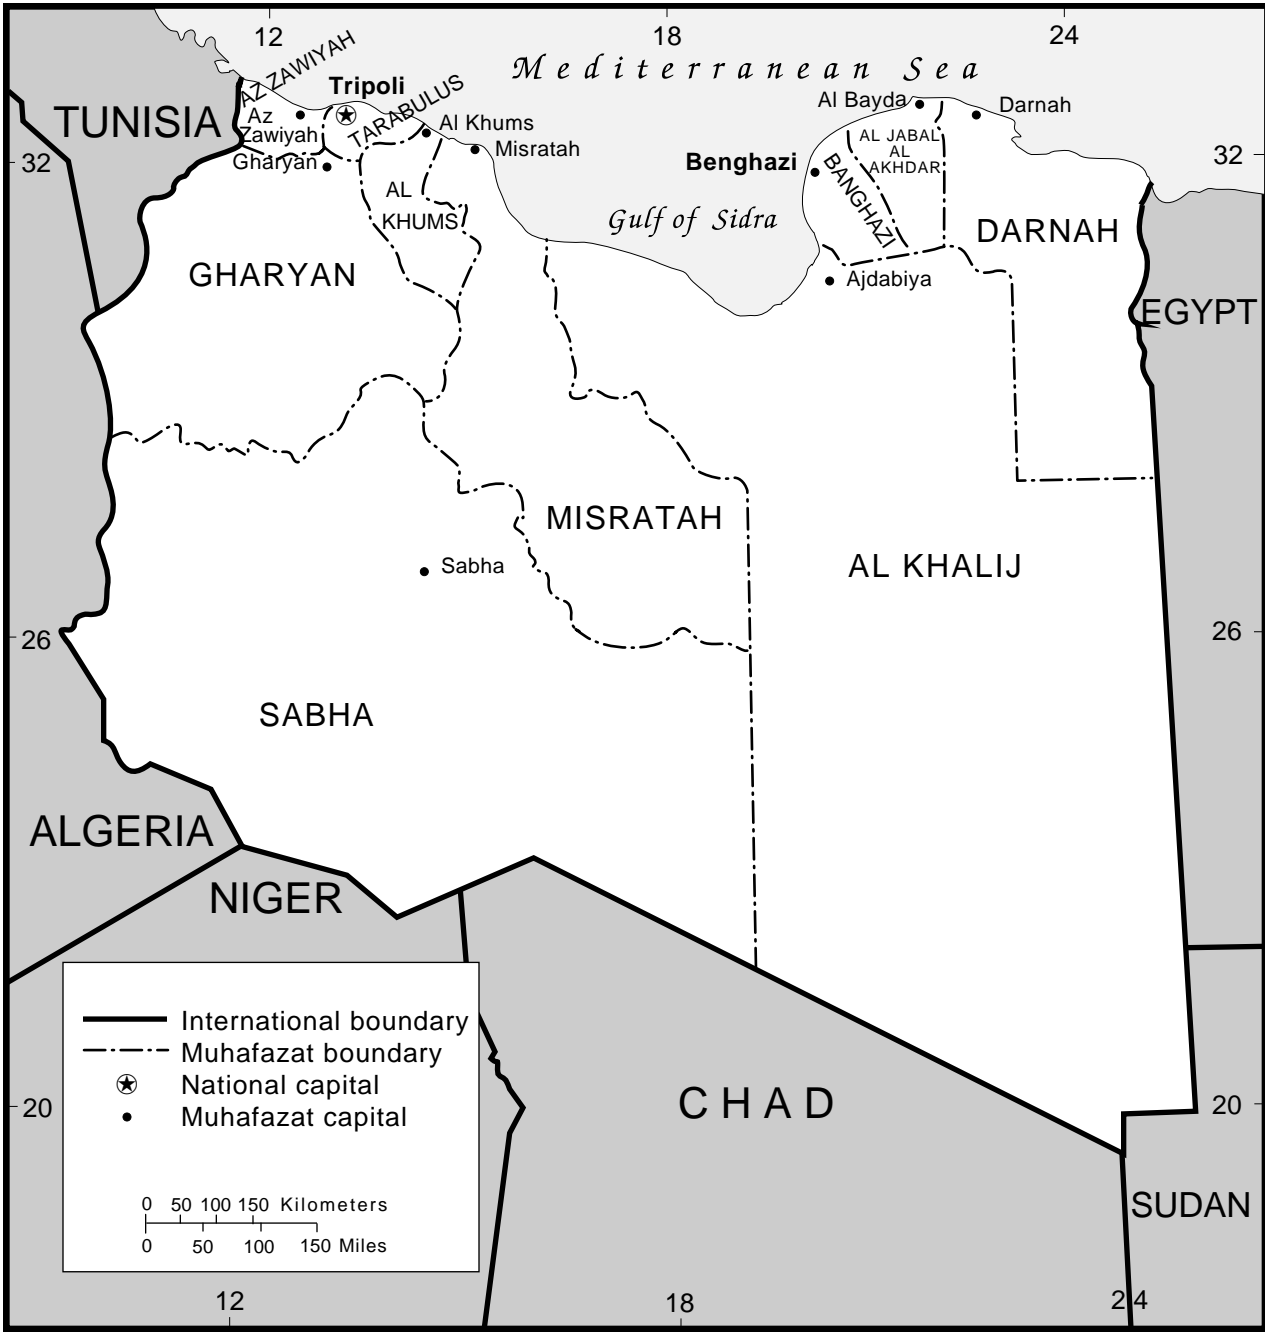 12
18
24
Mediterranean Sea
AZ ZAWIYAH
Tripoli
TARABULUS
TUNISIA
Az
Zawiyah
Gharyan
Al Khums
Misratah
Al Bayda
Darnah
32
32
Benghazi
BANGHAZI
AL JABAL
AL
AKHDAR
AL
KHUMS
Gulf of Sidra
DARNAH
GHARYAN
Ajdabiya
EGYPT
MISRATAH
Sabha
AL KHALIJ
26
26
SABHA
ALGERIA
NIGER
International boundary
Muhafazat boundary
National capital
Muhafazat capital
CHAD
20
20
0 50 100 150 Kilometers
0 50 100 150 Miles
SUDAN
12
18
24